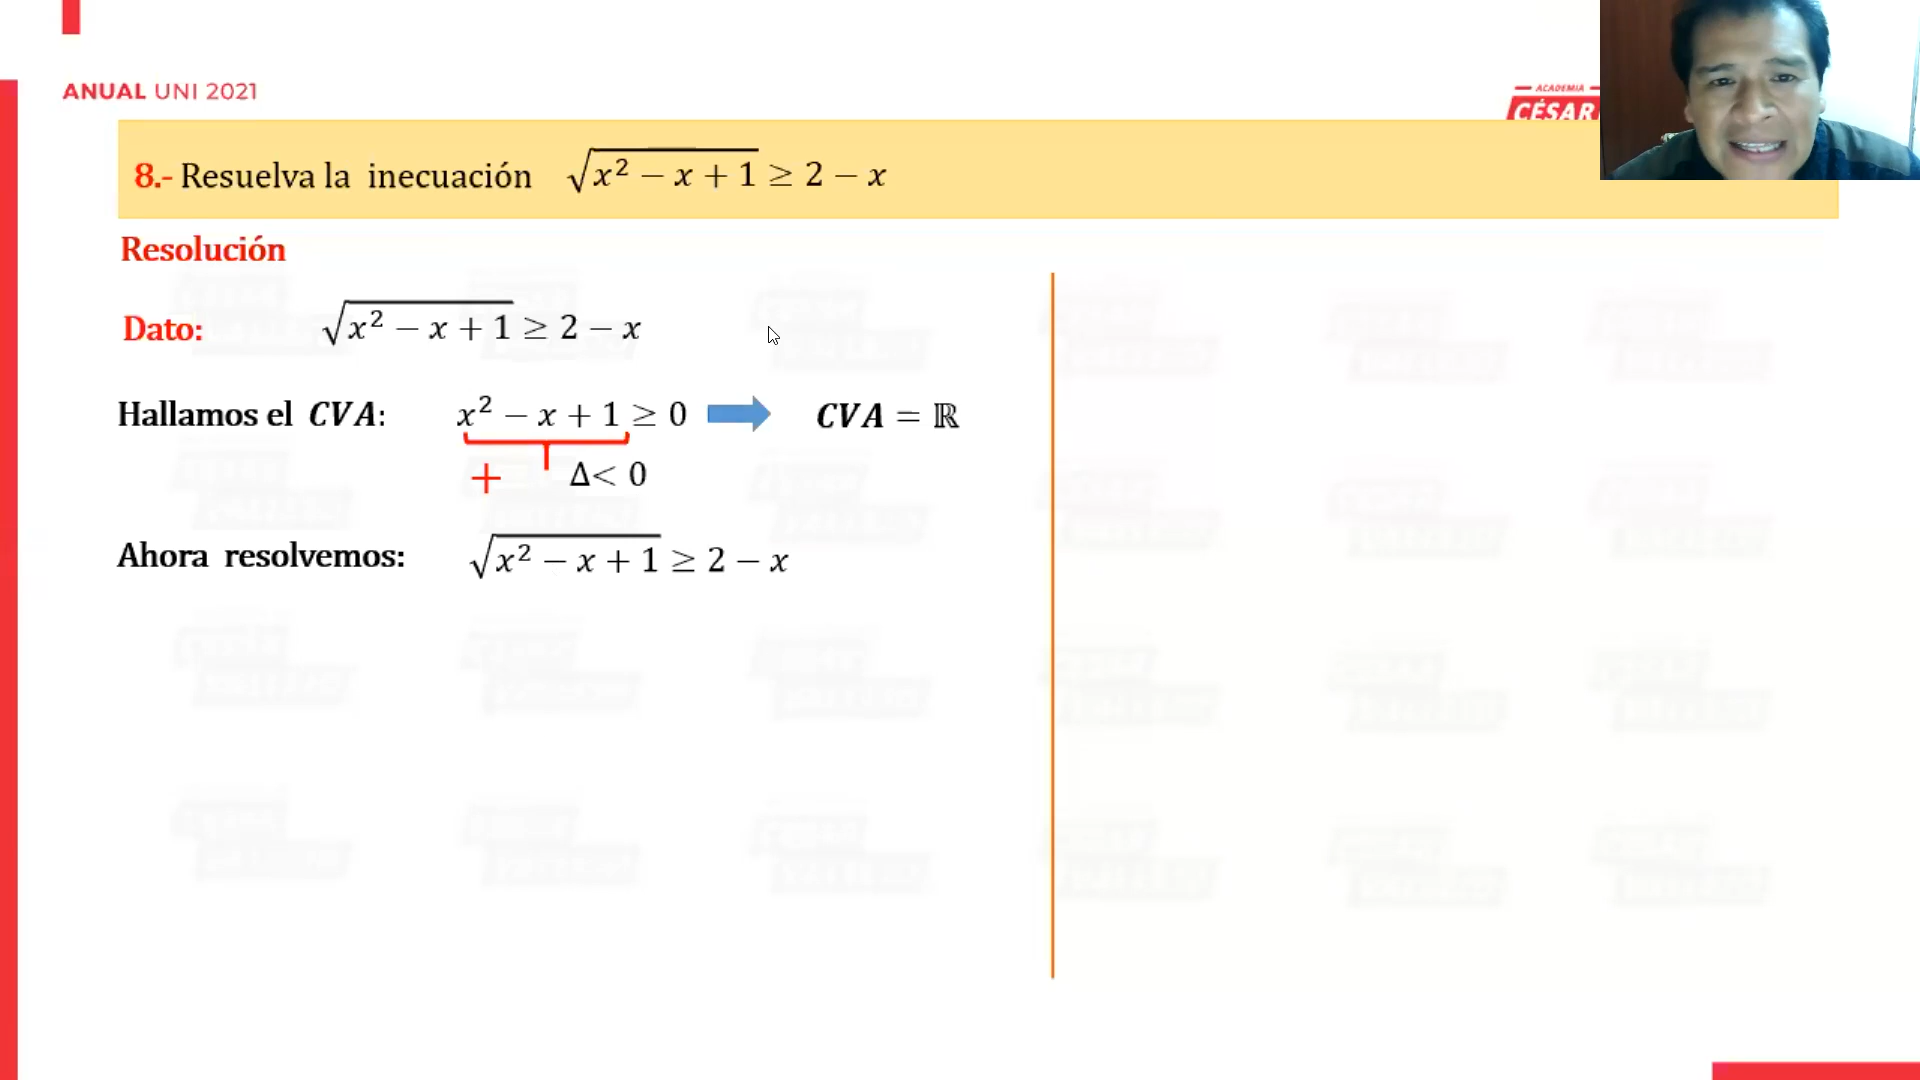 ANUAL UNI 2021
ACADEMIA
CÉSAR
8.- Resuelva la inecuación √(x² − x + 1) ≥ 2 − x
Resolución
Dato: √(x² − x + 1) ≥ 2 − x
Hallamos el CVA: x² − x + 1 ≥ 0 CVA = ℝ
+ Δ< 0
Ahora resolvemos: √(x² − x + 1) ≥ 2 − x